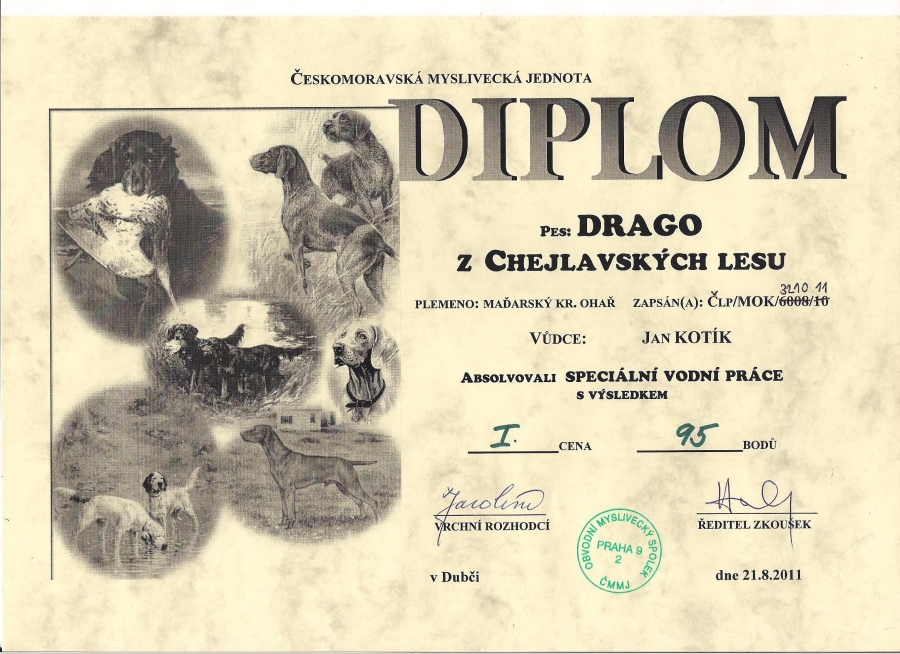 ČESKOMORAVSKÁ MYSLIVECKÁ JEDNOTA
DIPLOM
PES: DRAGO
Z CHEJLAVSKÝCH LESU
3210 11
PLEMENO: MAĎARSKÝ KR. OHAŘ ZAPSÁN(A): ČLP/MOK/6008/10
VŮDCE: JAN KOTÍK
ABSOLVOVALI SPECIÁLNÍ VODNÍ PRÁCE
S VÝSLEDKEM
I. CENA 95 BODŮ
VRCHNÍ ROZHODCÍ ŘEDITEL ZKOUŠEK
OBVODNÍ MYSLIVECKÝ SPOLEK
PRAHA 9
2
ČMMJ
v Dubči dne 21.8.2011